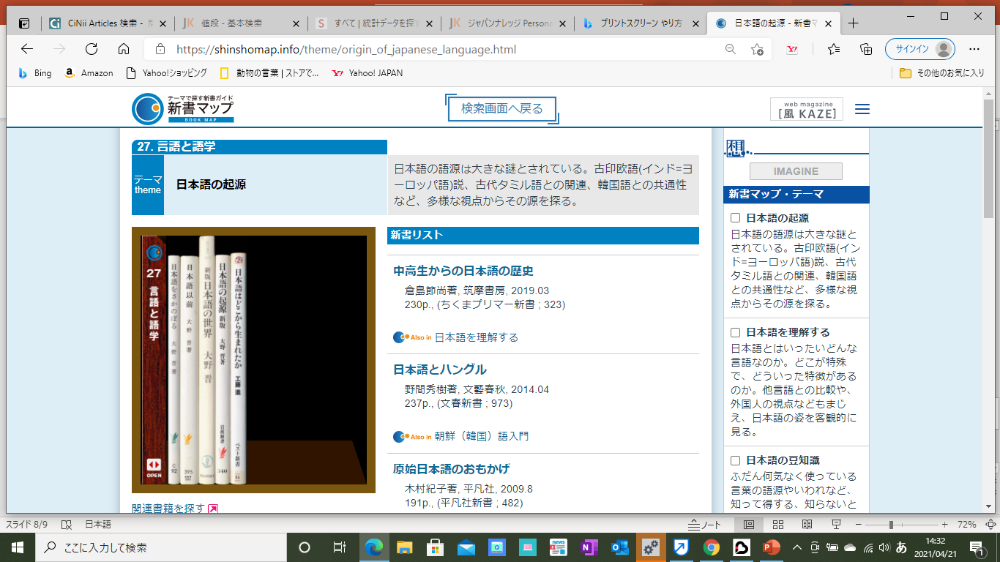 CiNii Articles 検索 -
値段 - 基本検索
すべて | 統計データを探す
ジャパンナレッジ Persona
プリントスクリーン やり方
日本語の起源 - 新書マ
https://shinshomap.info/theme/origin_of_japanese_language.html
サインイン
Bing
Amazon
Yahoo!ショッピング
動物の言葉 | ストアで...
Yahoo! JAPAN
その他のお気に入り
テーマで探す新書ガイド
新書マップ
BOOK MAP
検索画面へ戻る
web magazine
[風 KAZE]
27. 言語と語学
テーマ
theme
日本語の起源
日本語の語源は大きな謎とされている。古印欧語(インド=ヨ
ーロッパ語)説、古代タミル語との関連、韓国語との共通性
など、多様な視点からその源を探る。
27
言語と語学
OPEN
日本語をさかのぼる 大野 晋 著
C 92
日本語以前 大野 晋著
395
新版 日本語の世界 大野 晋
日本語の起源 新版 大野 晋著
岩波新書
340
日本語はどこから生まれたか 工藤 進
ベスト新書
関連書籍を探す
新書リスト
中高生からの日本語の歴史
倉島節尚著, 筑摩書房, 2019.03
230p., (ちくまプリマー新書 ; 323)
Also in 日本語を理解する
日本語とハングル
野間秀樹著, 文藝春秋, 2014.04
237p., (文春新書 ; 973)
Also in 朝鮮（韓国）語入門
原始日本語のおもかげ
木村紀子著, 平凡社, 2009.8
191p., (平凡社新書 ; 482)
想
IMAGINE
新書マップ・テーマ
日本語の起源
日本語の語源は大きな謎と
されている。古印欧語(イン
ド=ヨーロッパ語)説、古代
タミル語との関連、韓国語
との共通性など、多様な視
点からその源を探る。
日本語を理解する
日本語とはいったいどんな
言語なのか。どこが特殊
で、どういった特徴がある
のか。他言語との比較や、
外国人の視点などもまじ
え、日本語の姿を客観的に
見る。
日本語の豆知識
ふだん何気なく使っている
言葉の語源やいわれなど、
知って得する、知らないと
スライド 8/9
日本語
ノート
72%
ここに入力して検索
あ
14:32
2021/04/21
1